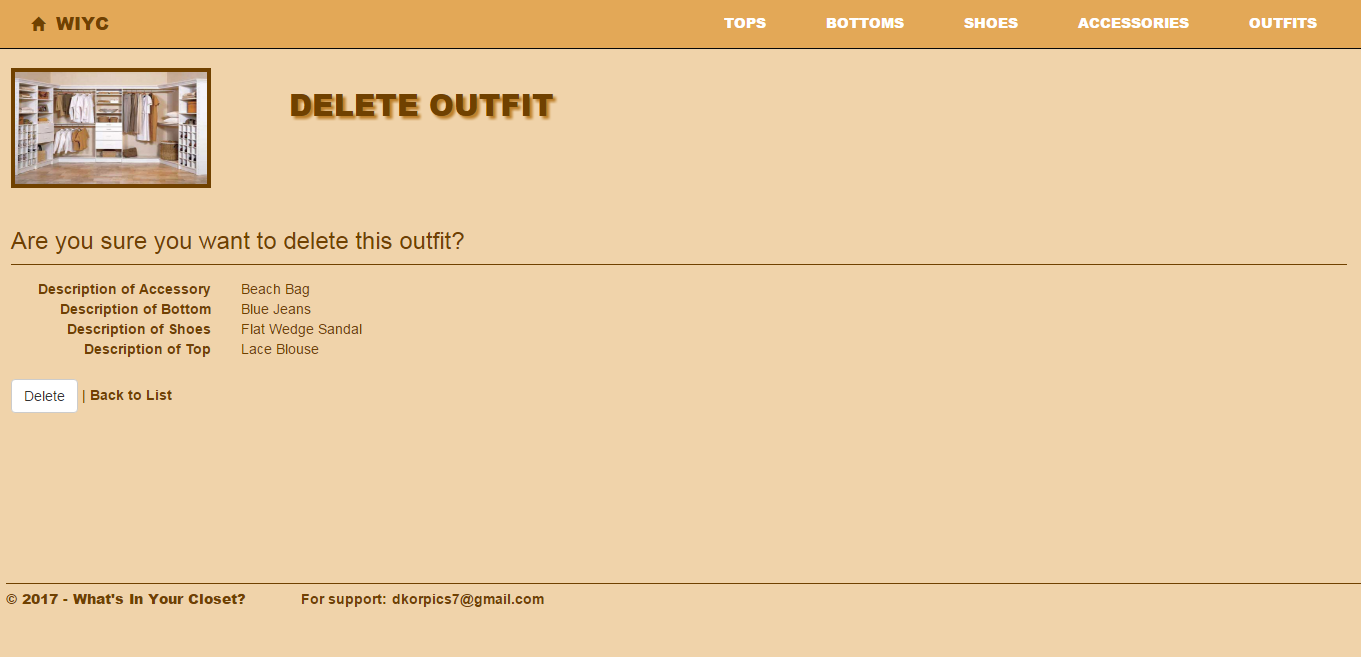 WIYC TOPS BOTTOMS SHOES ACCESSORIES OUTFITS
DELETE OUTFIT
Are you sure you want to delete this outfit?
Description of Accessory Beach Bag
Description of Bottom Blue Jeans
Description of Shoes Flat Wedge Sandal
Description of Top Lace Blouse
Delete | Back to List
© 2017 - What's In Your Closet? For support: dkorpics7@gmail.com